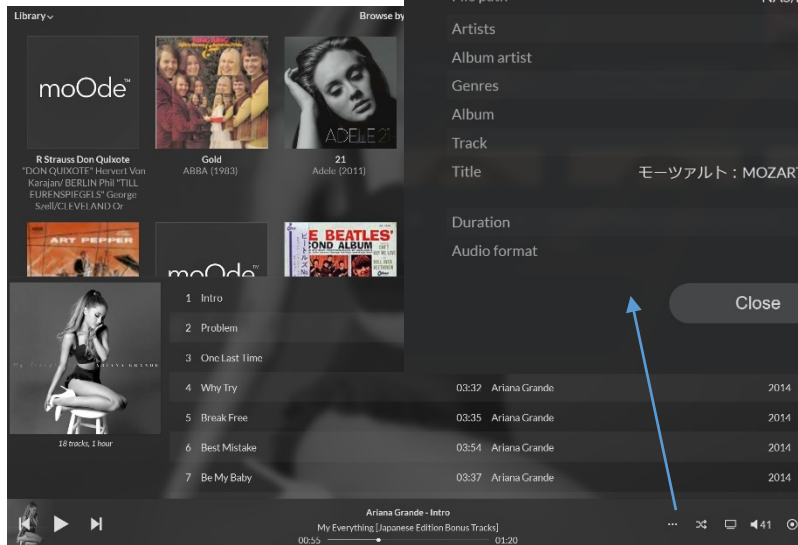 Library
Browse by
moOde™
ADELE 21
R Strauss Don Quixote
"DON QUIXOTE" Hervert Von
Karajan/ BERLIN Phil "TILL
EURENSPIEGELS" George
Szell/CLEVELAND Or
Gold
ABBA (1983)
21
Adele (2011)
ART PEPPER
moOde™
E BEATLES'
COND ALBUM
Artists
Album artist
Genres
Album
Track
Title
モーツァルト：MOZART
Duration
Audio format
Close
1 Intro
2 Problem
3 One Last Time
4 Why Try 03:32 Ariana Grande 2014
5 Break Free 03:35 Ariana Grande 2014
6 Best Mistake 03:54 Ariana Grande 2014
7 Be My Baby 03:37 Ariana Grande 2014
18 tracks, 1 hour
Ariana Grande - Intro
My Everything [Japanese Edition Bonus Tracks]
00:55 01:20
41